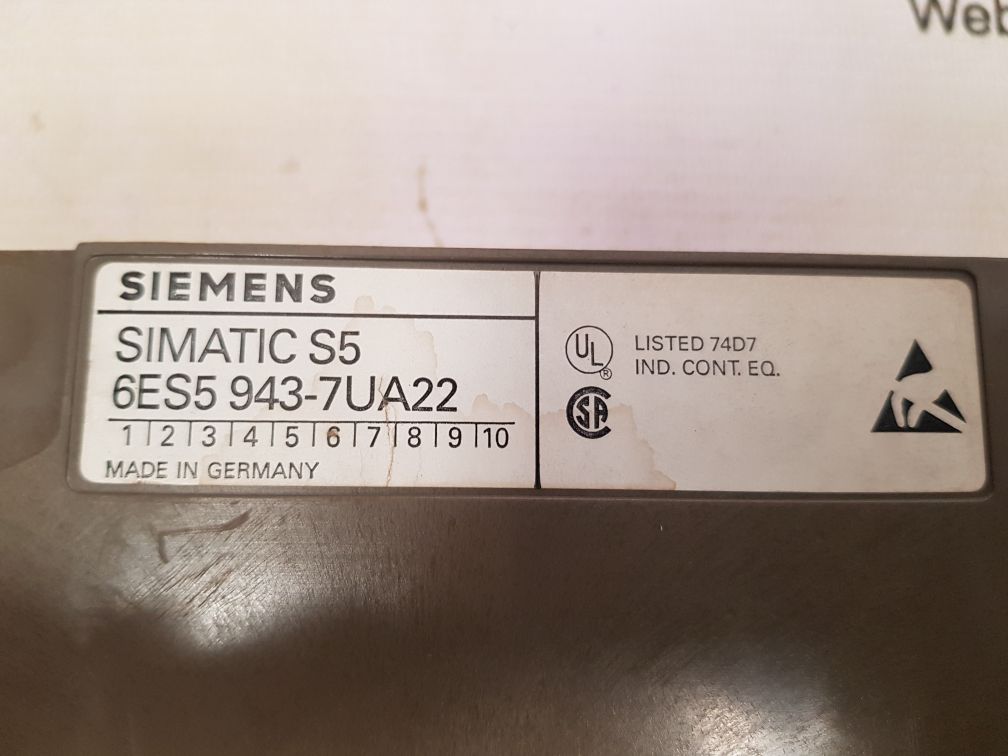 Web
SIEMENS
SIMATIC S5
6ES5 943-7UA22
1 2 3 4 5 6 7 8 9 10
MADE IN GERMANY
UL ®
LISTED 74D7
IND. CONT. EQ.
SA